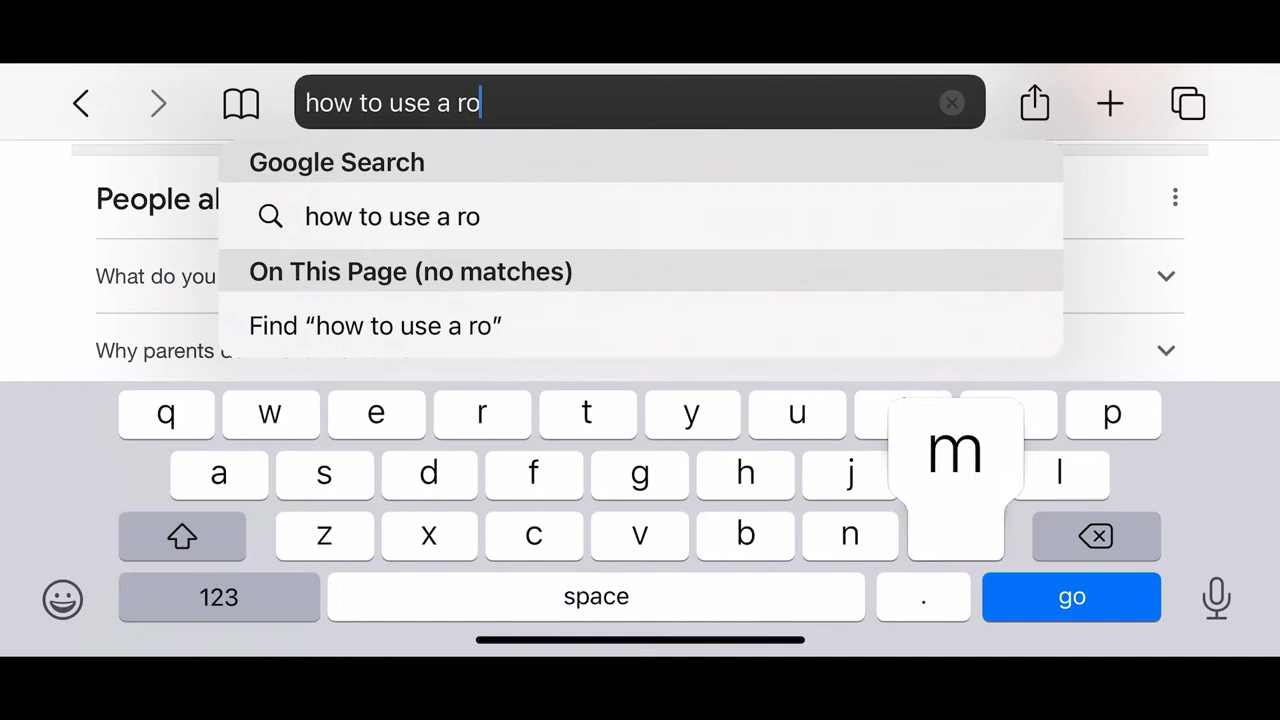 how to use a ro
Google Search
People al
how to use a ro
On This Page (no matches)
What do you
Find “how to use a ro”
Why parents
q w e r t y u p
a s d f g h j l
m
z x c v b n
123 space . go